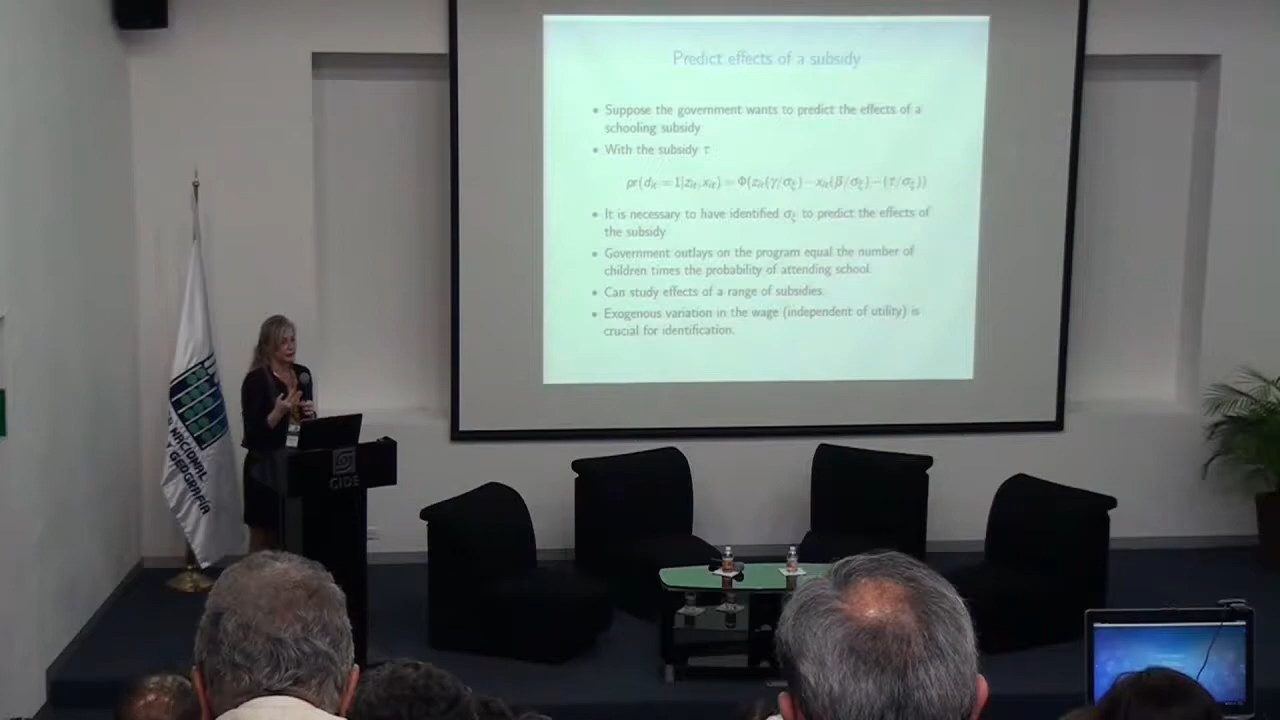 Predict effects of a subsidy
• Suppose the government wants to predict the effects of a
schooling subsidy
• With the subsidy τ
pr(d_it = 1|z_it, x_it) = Φ(z_it(γ/σ_ξ) − x_it(β/σ_ξ) − (τ/σ_ξ))
• It is necessary to have identified σ_ξ to predict the effects of
the subsidy
• Government outlays on the program equal the number of
children times the probability of attending school.
• Can study effects of a range of subsidies.
• Exogenous variation in the wage (independent of utility) is
crucial for identification.
NACIONAL
GEOGRAFÍA
CIDE